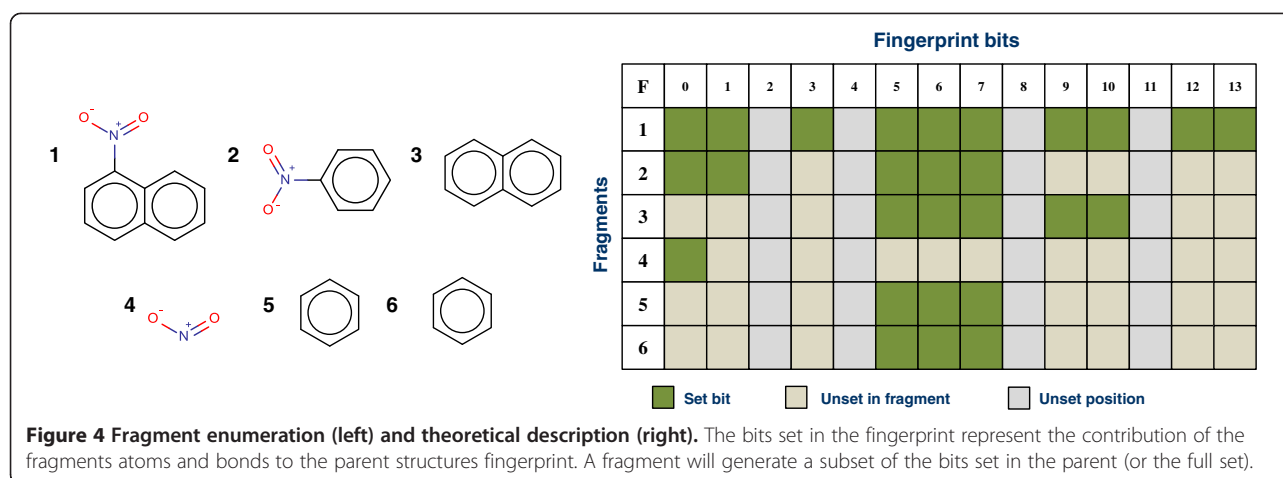 Fingerprint bits
F 0 1 2 3 4 5 6 7 8 9 10 11 12 13
Fragments
1
2
3
4
5
6
1 2 3
O- N+ O
O N+ O-
4 5 6
O- N+ O
Set bit Unset in fragment Unset position
Figure 4 Fragment enumeration (left) and theoretical description (right). The bits set in the fingerprint represent the contribution of the
fragments atoms and bonds to the parent structures fingerprint. A fragment will generate a subset of the bits set in the parent (or the full set).